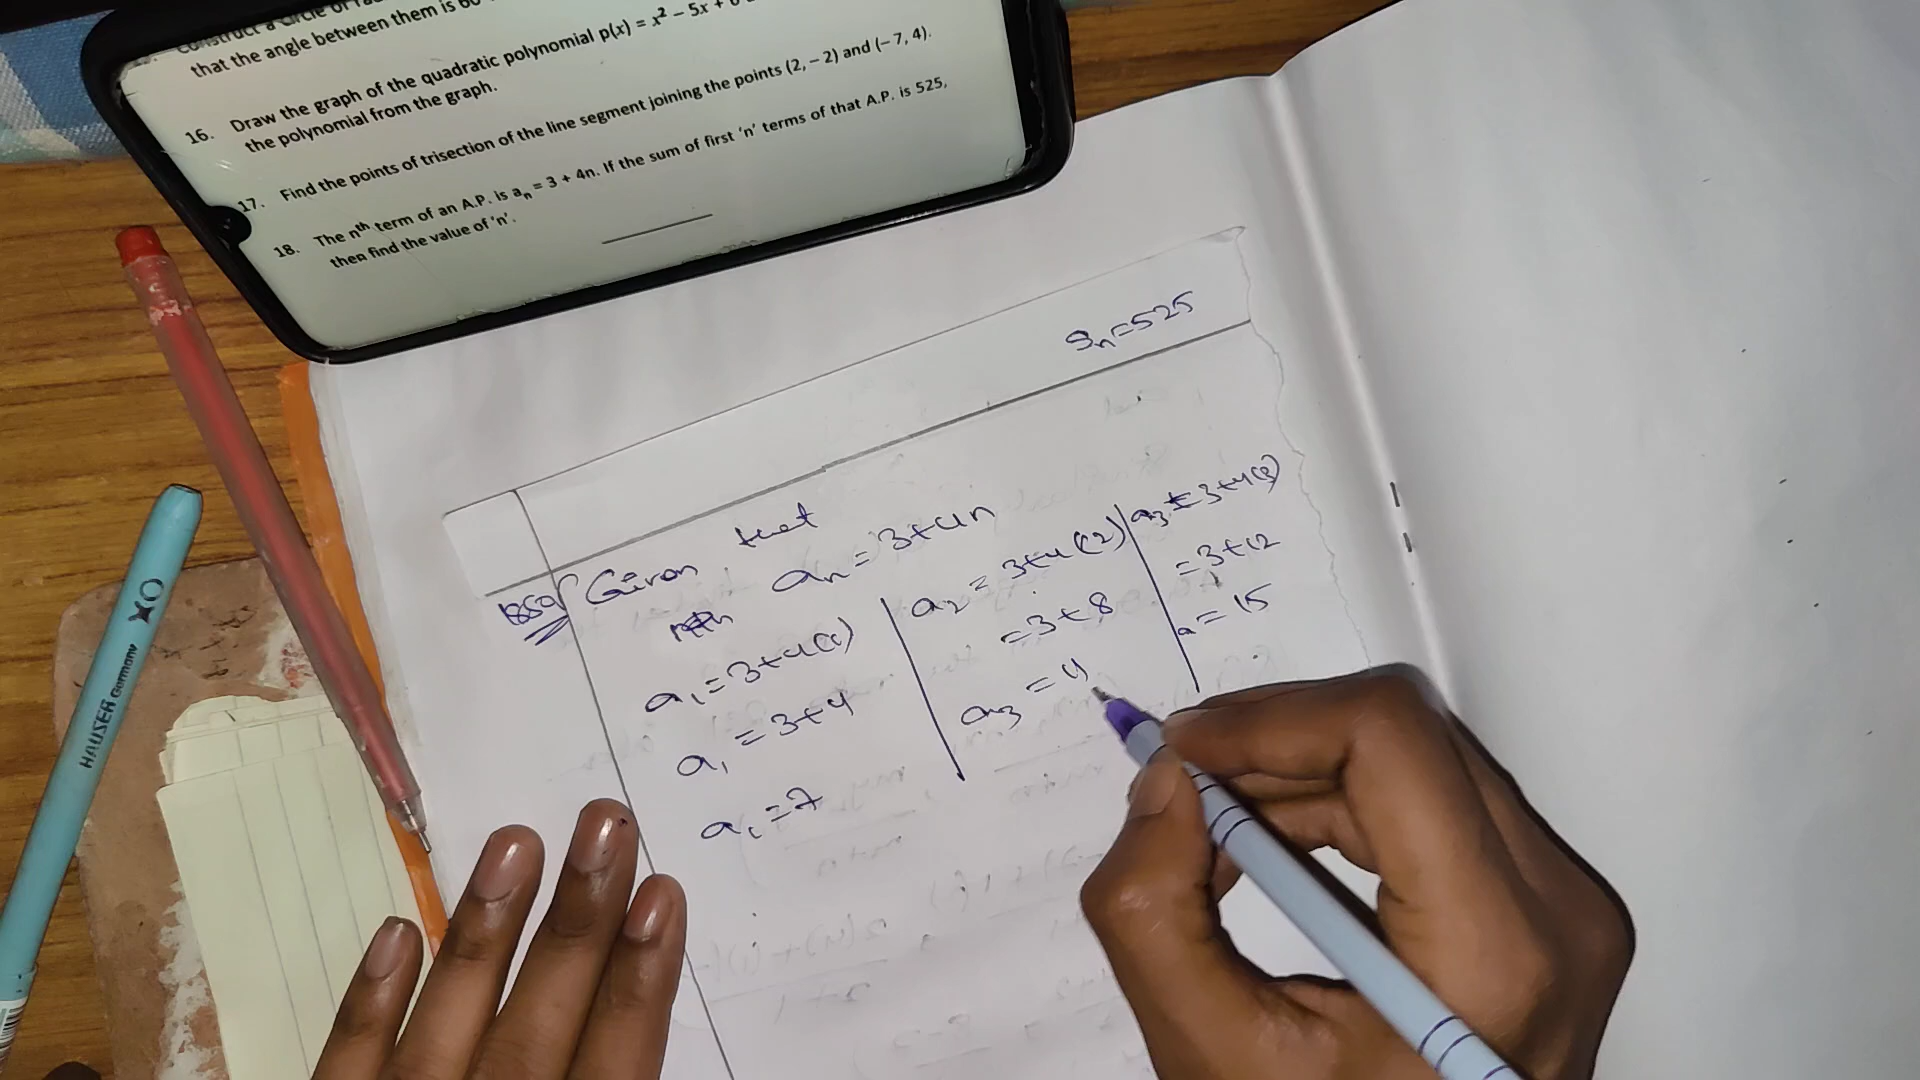 that the angle between them is 60
16. Draw the graph of the quadratic polynomial p(x) = x² – 5x +
the polynomial from the graph.
17. Find the points of trisection of the line segment joining the points (2, – 2) and (– 7, 4).
18. The nᵗʰ term of an A.P. is aₙ = 3 + 4n. If the sum of first 'n' terms of that A.P. is 525,
then find the value of 'n'.
Sₙ=525
18sol Given that
aₙ = 3+4n
a₁=3+4(1)
a₁ = 3+4
a₁=7
a₂ = 3+4(2)
=3+8
a₃ = 11
a₃ = 3+4(3)
=3+12
= 15
HAUSER Germany XO